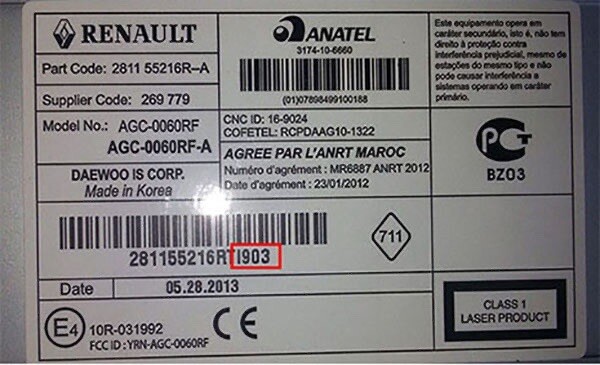 RENAULT
Part Code: 2811 55216R-A
Supplier Code: 269 779
Model No.: AGC-0060RF
AGC-0060RF-A
DAEWOO IS CORP.
Made in Korea
ANATEL
3174-10-6660
(01)07898499100188
CNC ID: 16-9024
COFETEL: RCPDAAG10-1322
AGREE PAR L'ANRT MAROC
Numéro d'agrément : MR6887 ANRT 2012
Date d'agrément : 23/01/2012
Este equipamento opera em
caráter secundário, isto é, não tem
direito à proteção contra
interferência prejudicial, mesmo de
estações do mesmo tipo e não
pode causar interferência a
sistemas operando em caráter
primário.
PCT
BZ03
281155216RTI903
711
Date 05.28.2013
E4 10R-031992 CE
FCC ID : YRN-AGC-0060RF
CLASS 1
LASER PRODUCT